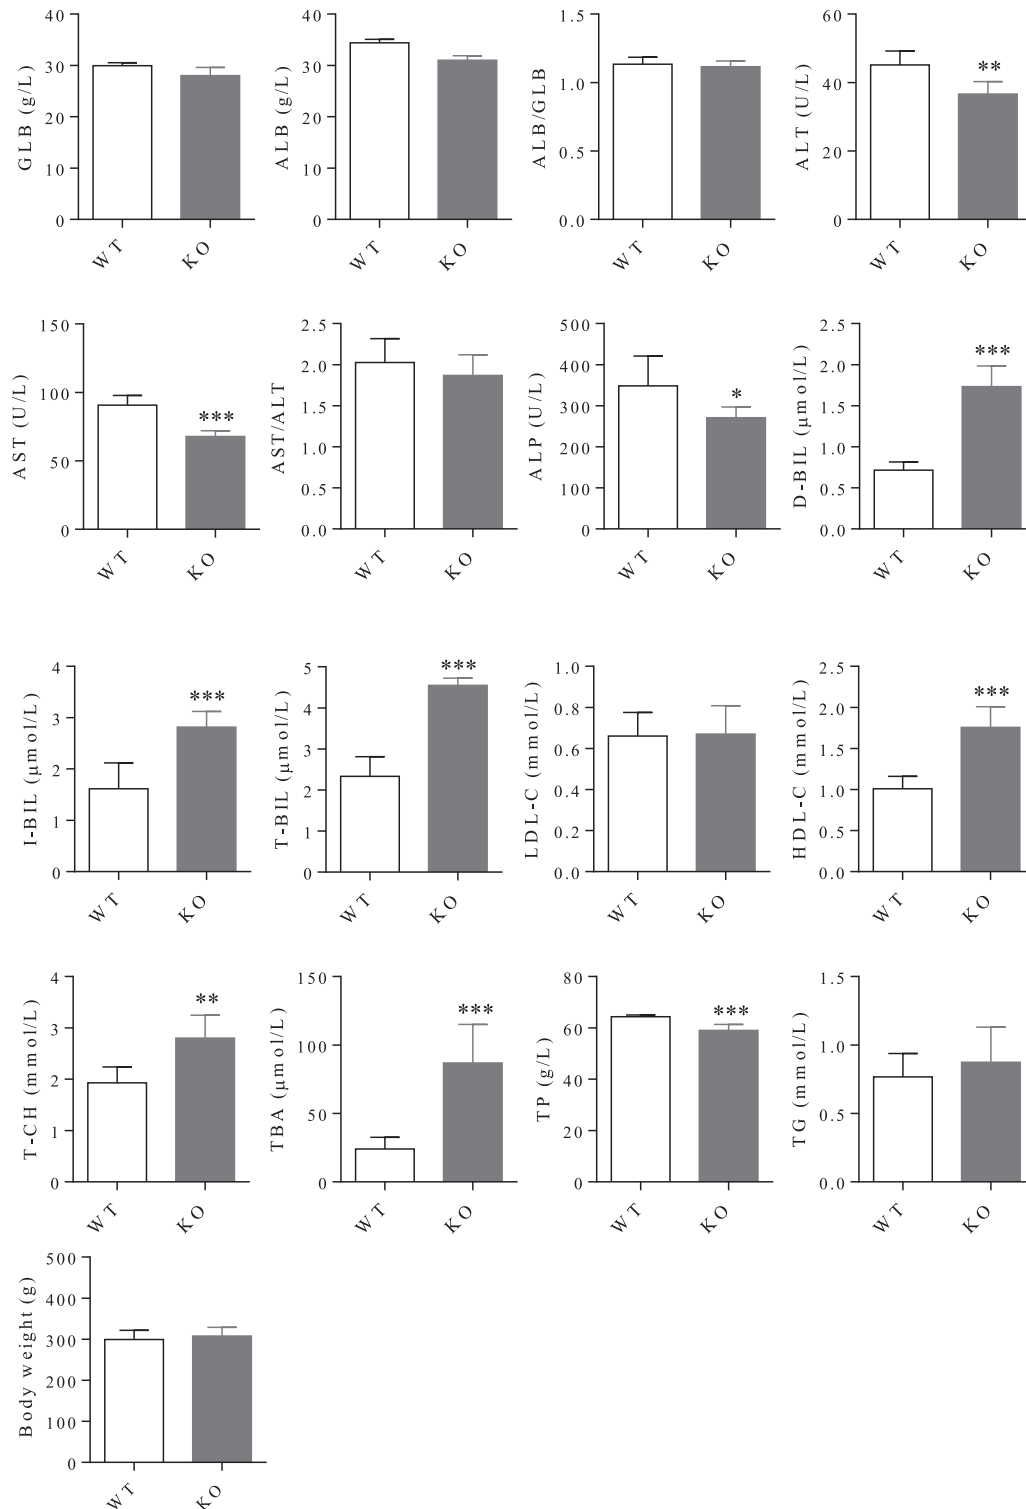 GLB (g/L)
40
30
20
10
0
WT
KO
ALB (g/L)
40
30
20
10
0
WT
KO
ALB/GLB
1.5
1.0
0.5
0.0
WT
KO
ALT (U/L)
60
40
20
0
**
WT
KO
AST (U/L)
150
100
50
0
***
WT
KO
AST/ALT
2.5
2.0
1.5
1.0
0.5
0.0
WT
KO
ALP (U/L)
500
400
300
200
100
0
*
WT
KO
D-BIL (μmol/L)
2.5
2.0
1.5
1.0
0.5
0.0
***
WT
KO
I-BIL (μmol/L)
4
3
2
1
0
***
WT
KO
T-BIL (μmol/L)
5
4
3
2
1
0
***
WT
KO
LDL-C (mmol/L)
1.0
0.8
0.6
0.4
0.2
0.0
WT
KO
HDL-C (mmol/L)
2.5
2.0
1.5
1.0
0.5
0.0
***
WT
KO
T-CH (mmol/L)
4
3
2
1
0
**
WT
KO
TBA (μmol/L)
150
100
50
0
***
WT
KO
TP (g/L)
80
60
40
20
0
***
WT
KO
TG (mmol/L)
1.5
1.0
0.5
0.0
WT
KO
Body weight (g)
500
400
300
200
100
0
WT
KO